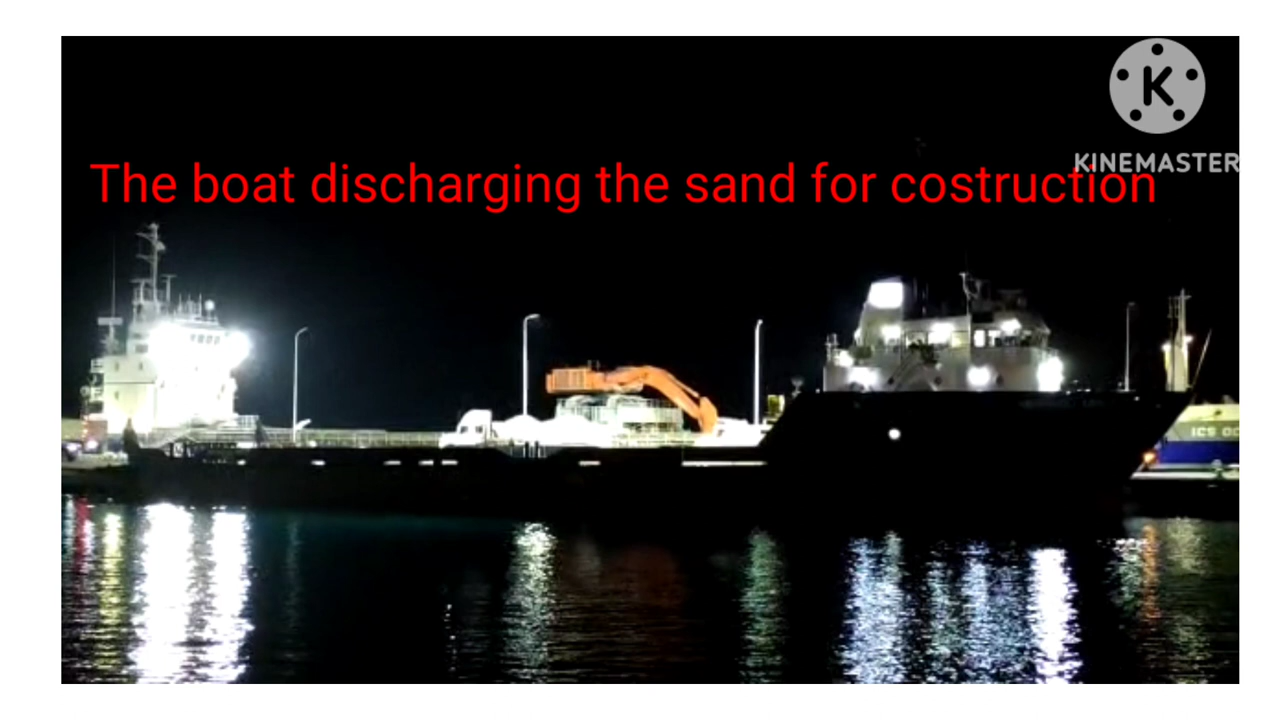 K
KINEMASTER
The boat discharging the sand for costruction